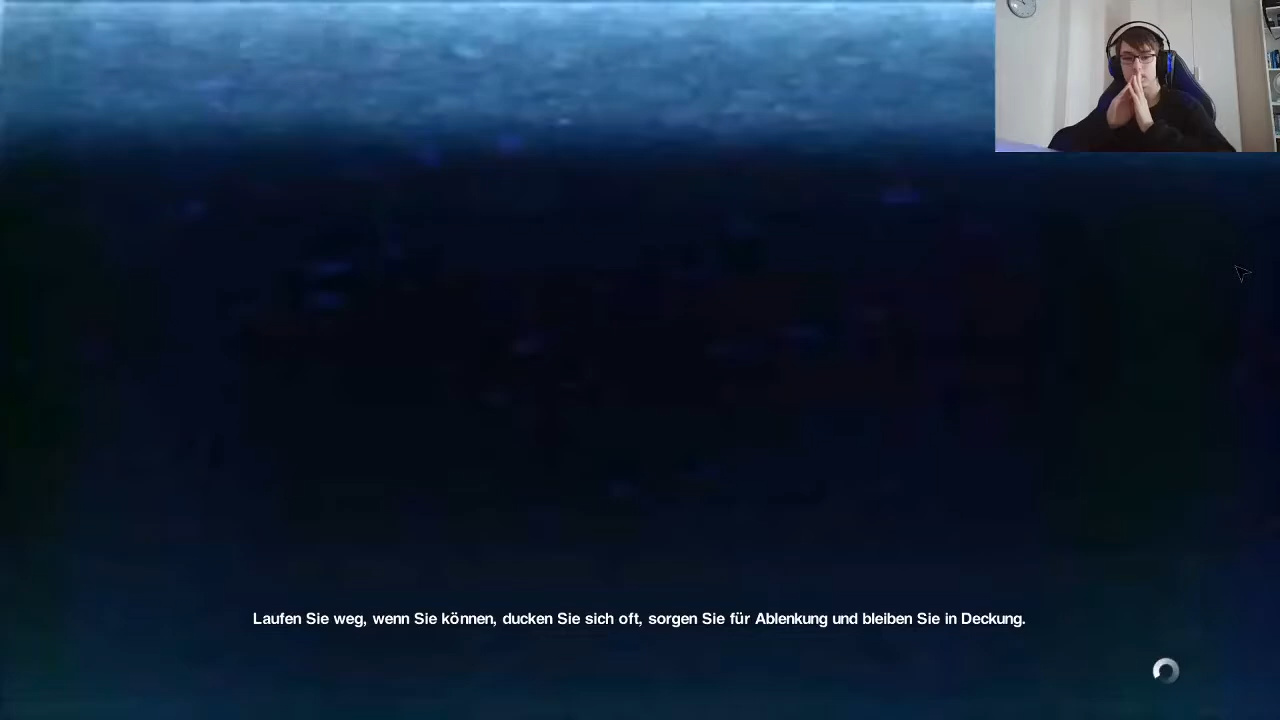 Laufen Sie weg, wenn Sie können, ducken Sie sich oft, sorgen Sie für Ablenkung und bleiben Sie in Deckung.